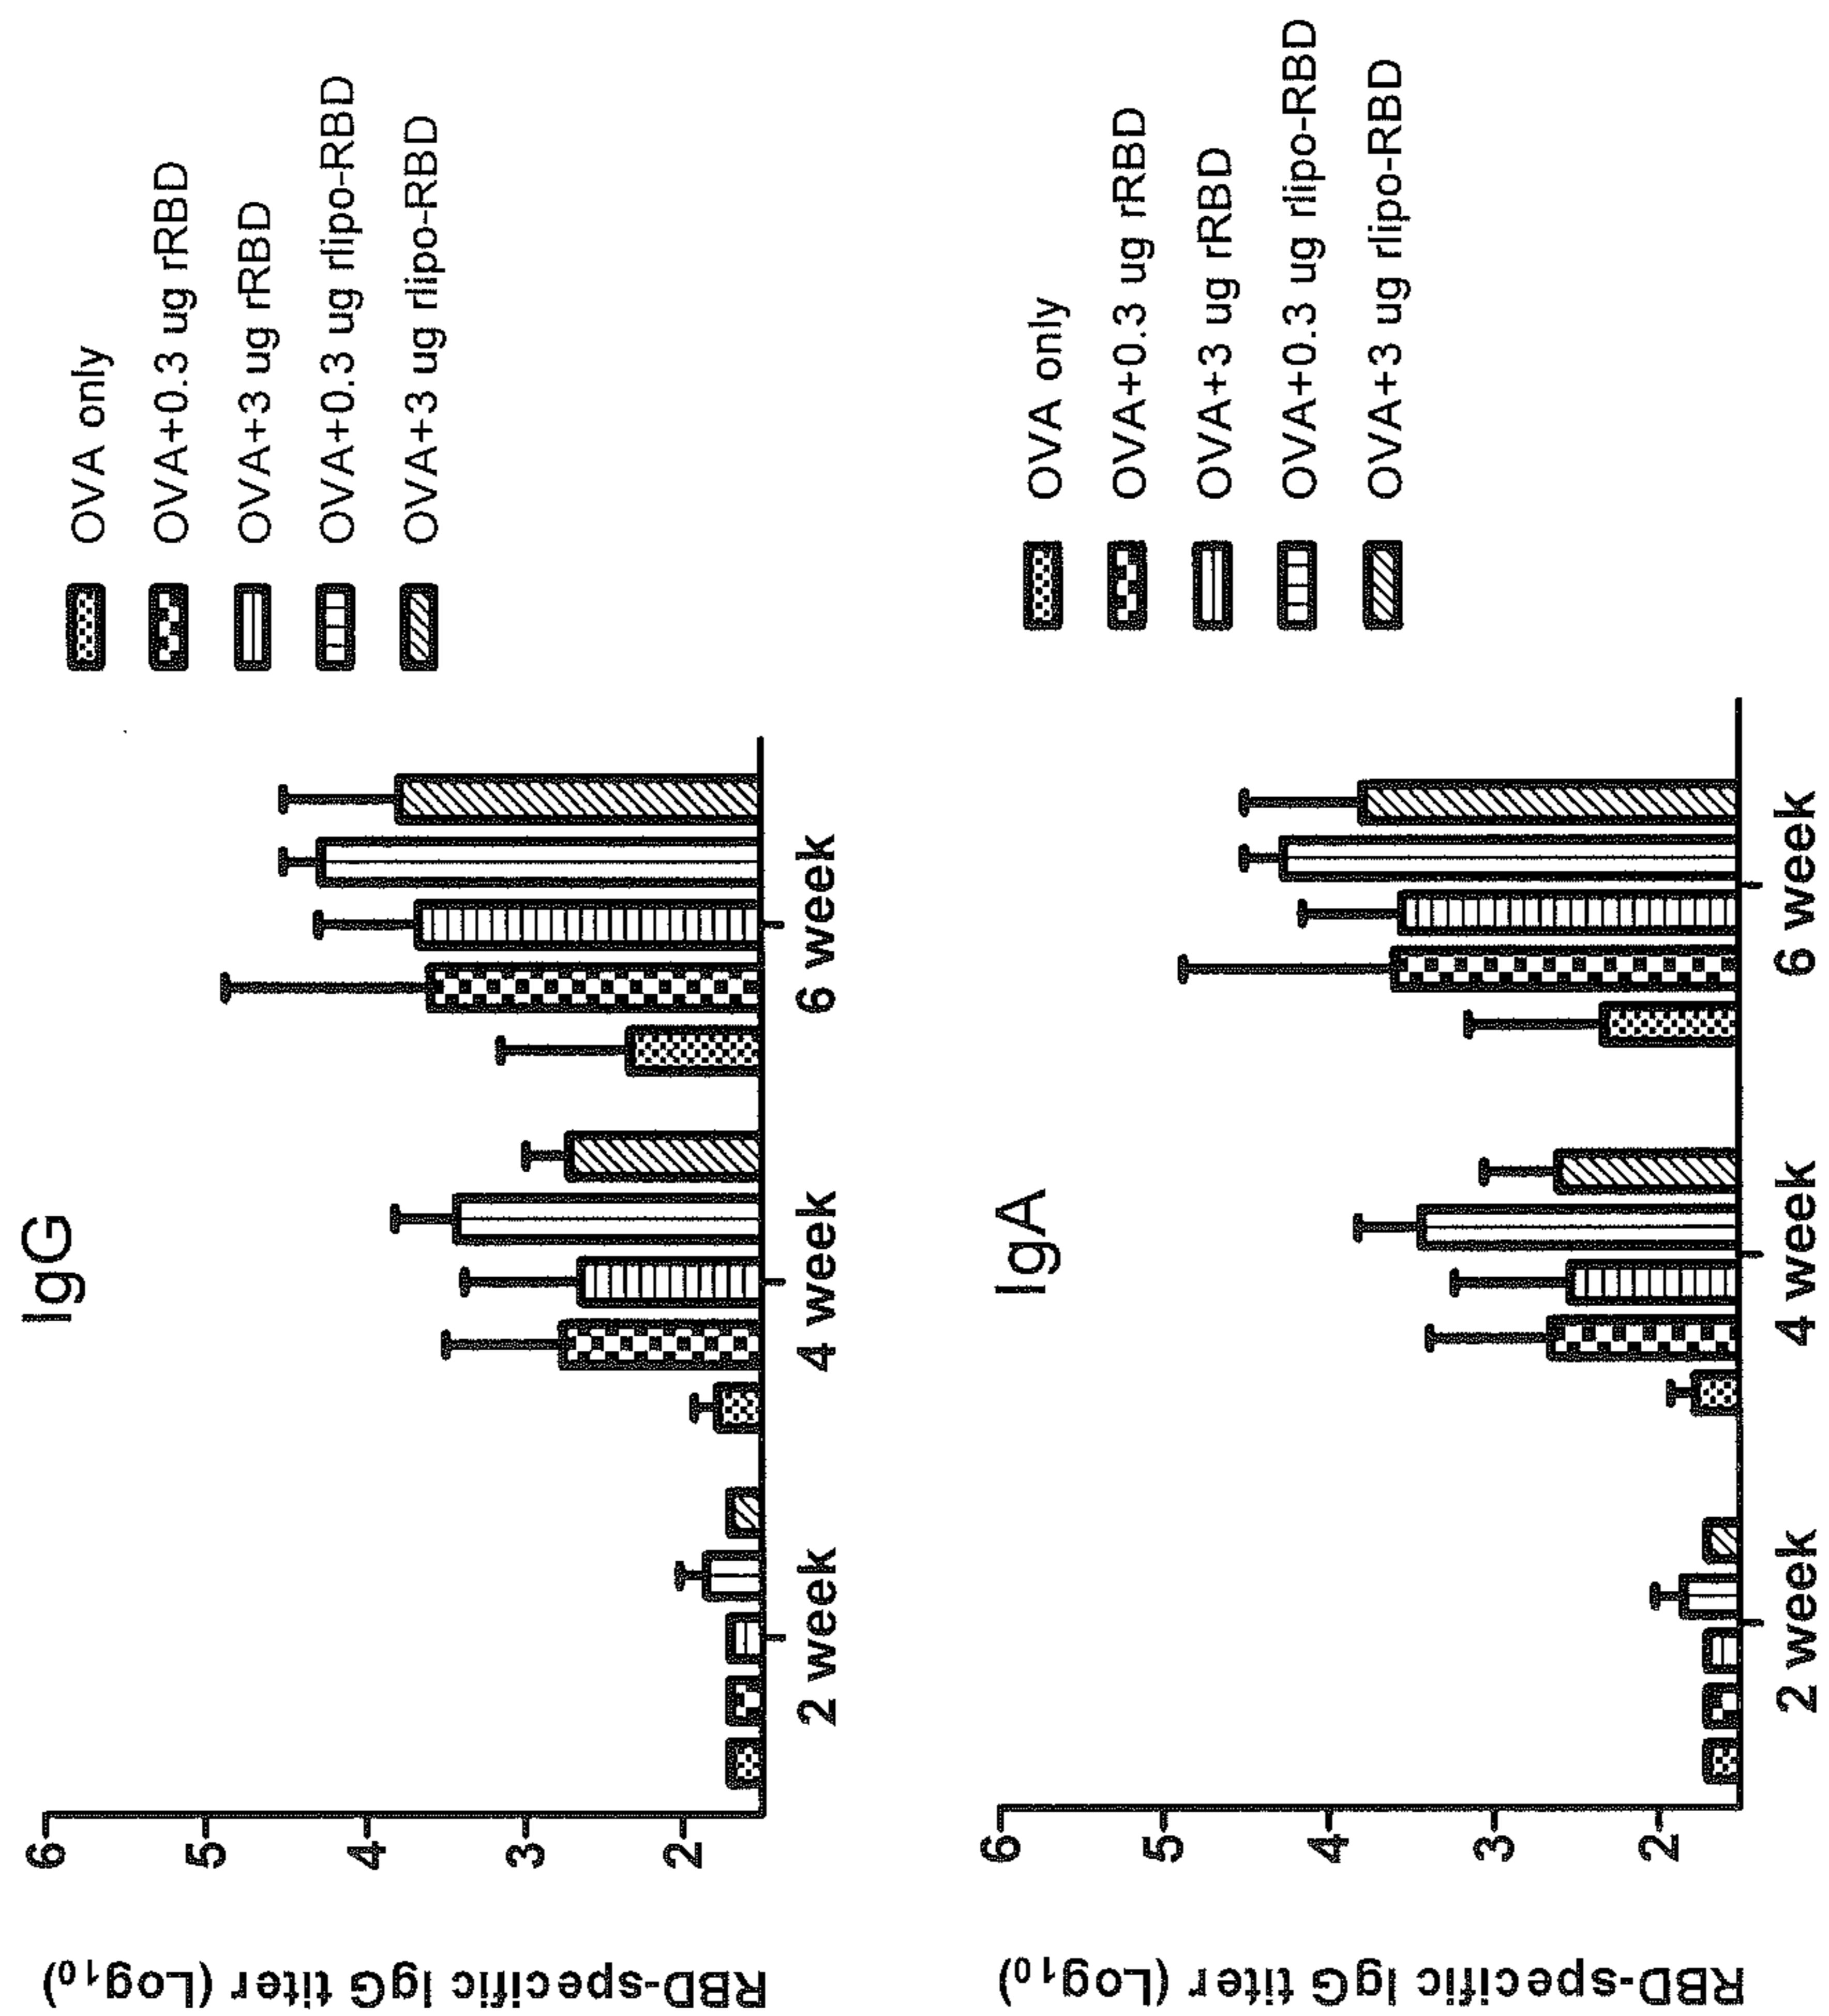 IgG
RBD-specific IgG titer (Log10)
6
5
4
3
2
2 week
4 week
6 week
OVA only
OVA+0.3 ug rRBD
OVA+3 ug rRBD
OVA+0.3 ug rlipo-RBD
OVA+3 ug rlipo-RBD
IgA
RBD-specific IgG titer (Log10)
6
5
4
3
2
2 week
4 week
6 week
OVA only
OVA+0.3 ug rRBD
OVA+3 ug rRBD
OVA+0.3 ug rlipo-RBD
OVA+3 ug rlipo-RBD